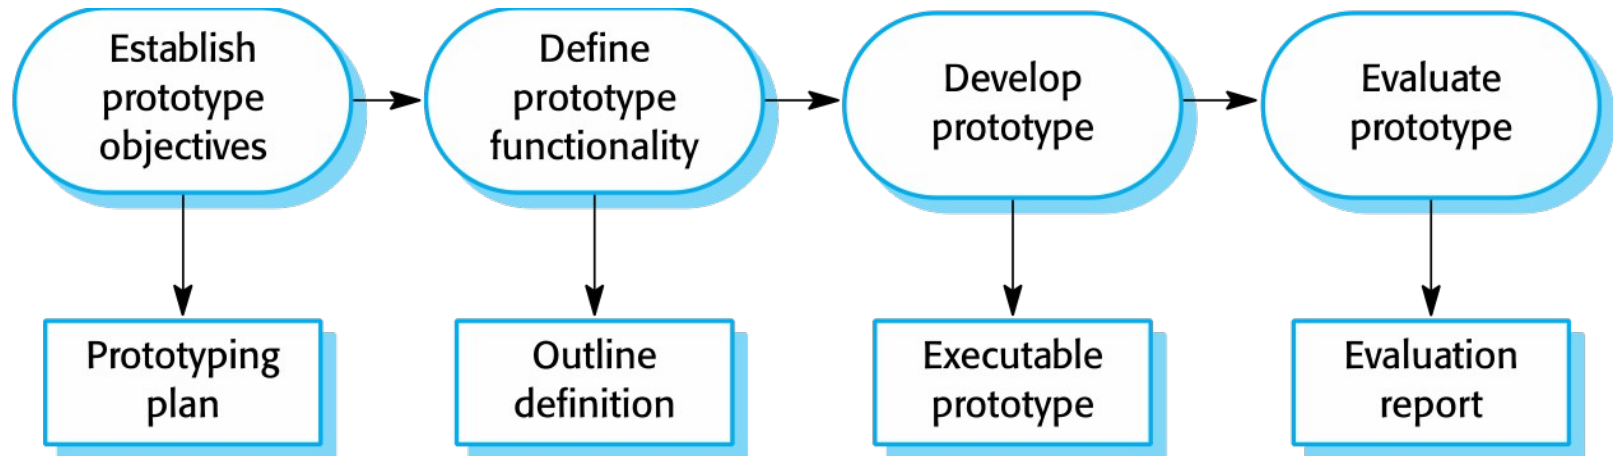 Establish
prototype
objectives
Define
prototype
functionality
Develop
prototype
Evaluate
prototype
Prototyping
plan
Outline
definition
Executable
prototype
Evaluation
report